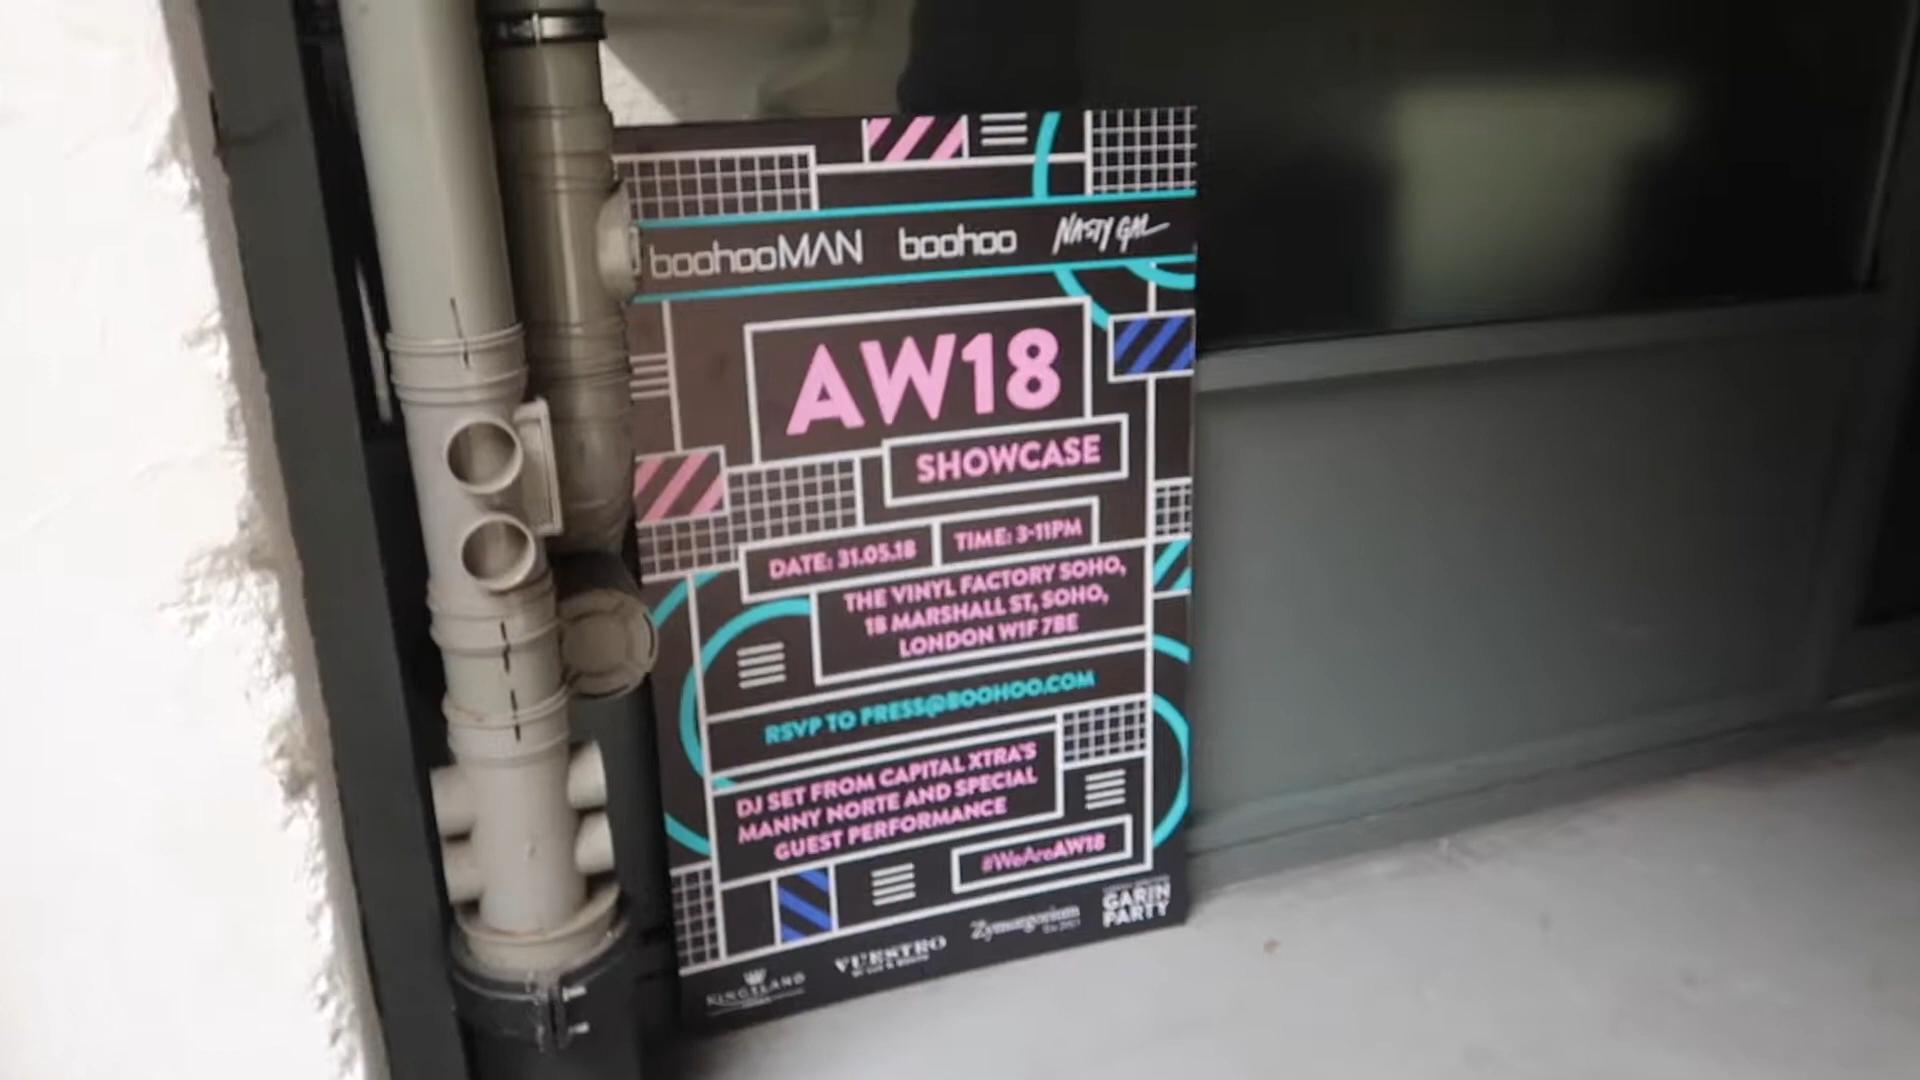 boohooMAN boohoo NASTY GAL
AW18
SHOWCASE
DATE: 31.05.18 TIME: 3-11PM
THE VINYL FACTORY SOHO,
18 MARSHALL ST, SOHO,
LONDON W1F 7BE
RSVP TO PRESS@BOOHOO.COM
DJ SET FROM CAPITAL XTRA'S
MANNY NORTE AND SPECIAL
GUEST PERFORMANCE
#WeAreAW18
GARIN
PARTY
Zymurgorium
VUESTRO
KINGSLAND